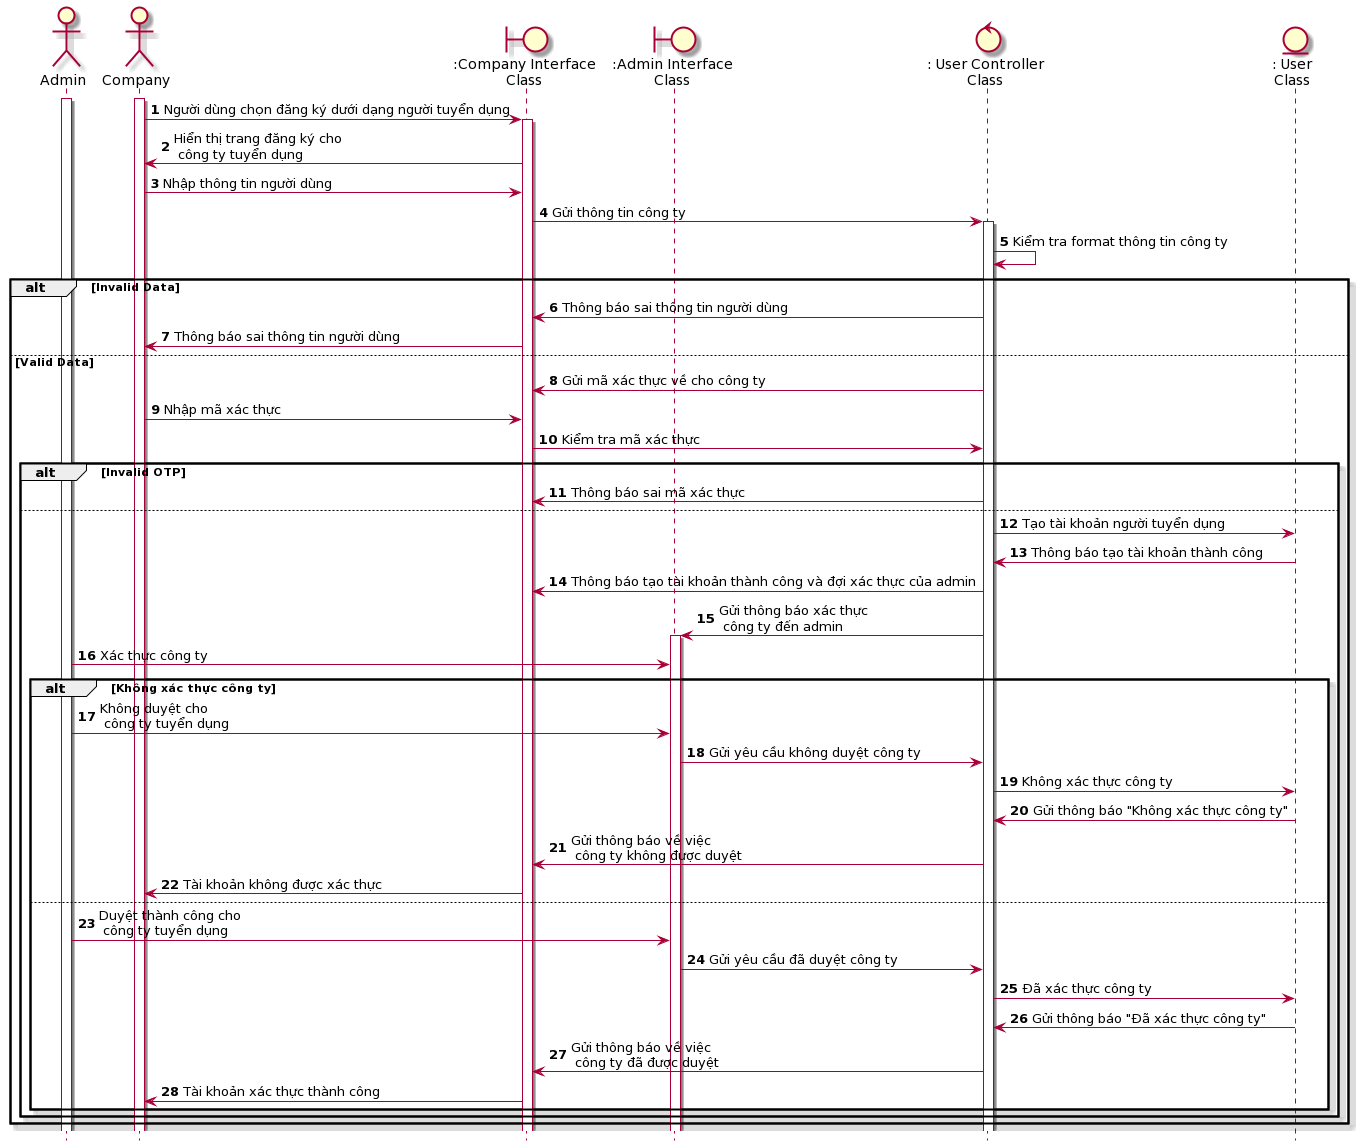 Admin
Company
:Company Interface
Class
:Admin Interface
Class
: User Controller
Class
: User
Class
1 Người dùng chọn đăng ký dưới dạng người tuyển dụng
2 Hiển thị trang đăng ký cho
công ty tuyển dụng
3 Nhập thông tin người dùng
4 Gửi thông tin công ty
5 Kiểm tra format thông tin công ty
alt [Invalid Data]
6 Thông báo sai thông tin người dùng
7 Thông báo sai thông tin người dùng
[Valid Data]
8 Gửi mã xác thực về cho công ty
9 Nhập mã xác thực
10 Kiểm tra mã xác thực
alt [Invalid OTP]
11 Thông báo sai mã xác thực
12 Tạo tài khoản người tuyển dụng
13 Thông báo tạo tài khoản thành công
14 Thông báo tạo tài khoản thành công và đợi xác thực của admin
15 Gửi thông báo xác thực
công ty đến admin
16 Xác thực công ty
alt [Không xác thực công ty]
17 Không duyệt cho
công ty tuyển dụng
18 Gửi yêu cầu không duyệt công ty
19 Không xác thực công ty
20 Gửi thông báo "Không xác thực công ty"
21 Gửi thông báo về việc
công ty không được duyệt
22 Tài khoản không được xác thực
23 Duyệt thành công cho
công ty tuyển dụng
24 Gửi yêu cầu đã duyệt công ty
25 Đã xác thực công ty
26 Gửi thông báo "Đã xác thực công ty"
27 Gửi thông báo về việc
công ty đã được duyệt
28 Tài khoản xác thực thành công